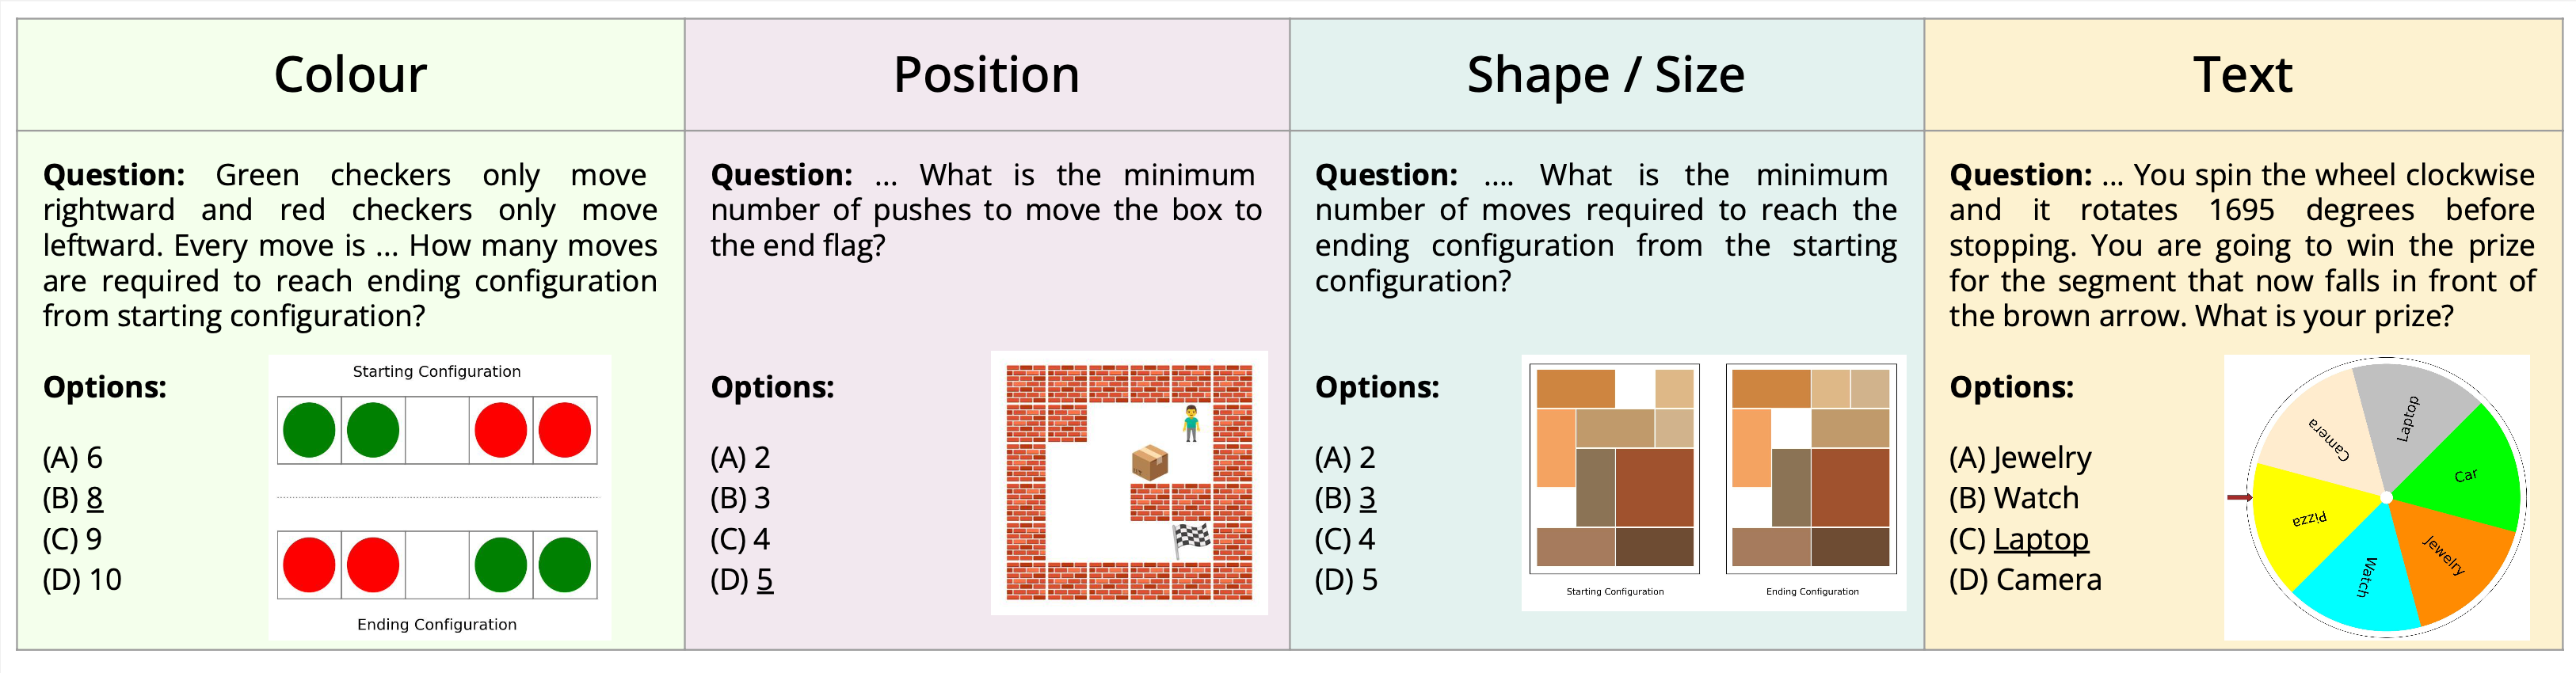 Colour
Position
Shape / Size
Text
Question: Green checkers only move
rightward and red checkers only move
leftward. Every move is ... How many moves
are required to reach ending configuration
from starting configuration?
Options:
(A) 6
(B) 8
(C) 9
(D) 10
Starting Configuration
Ending Configuration
Question: ... What is the minimum
number of pushes to move the box to
the end flag?
Options:
(A) 2
(B) 3
(C) 4
(D) 5
Question: .... What is the minimum
number of moves required to reach the
ending configuration from the starting
configuration?
Options:
(A) 2
(B) 3
(C) 4
(D) 5
Starting Configuration
Ending Configuration
Question: ... You spin the wheel clockwise
and it rotates 1695 degrees before
stopping. You are going to win the prize
for the segment that now falls in front of
the brown arrow. What is your prize?
Options:
(A) Jewelry
(B) Watch
(C) Laptop
(D) Camera
Laptop
Camera
Car
Pizza
Jewelry
Watch